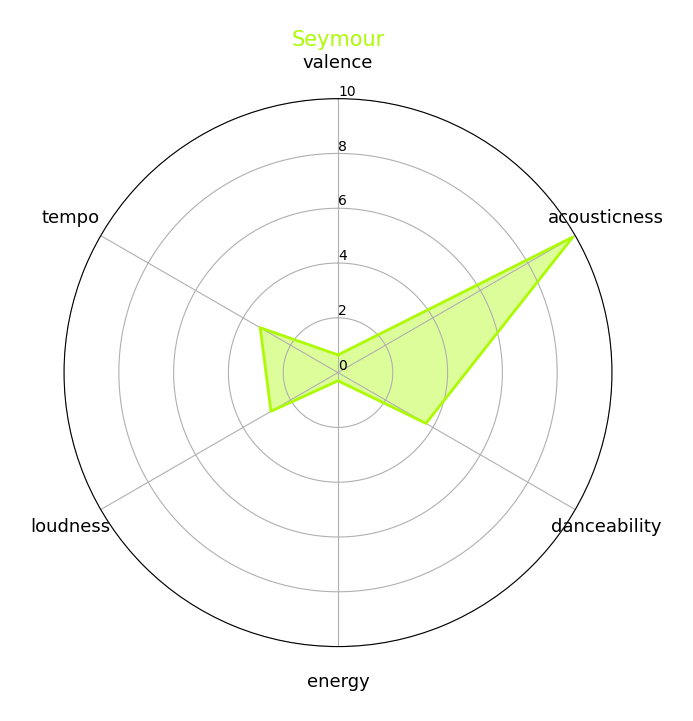 Seymour
valence
10
8
tempo
6
acousticness
4
2
0
loudness
danceability
energy